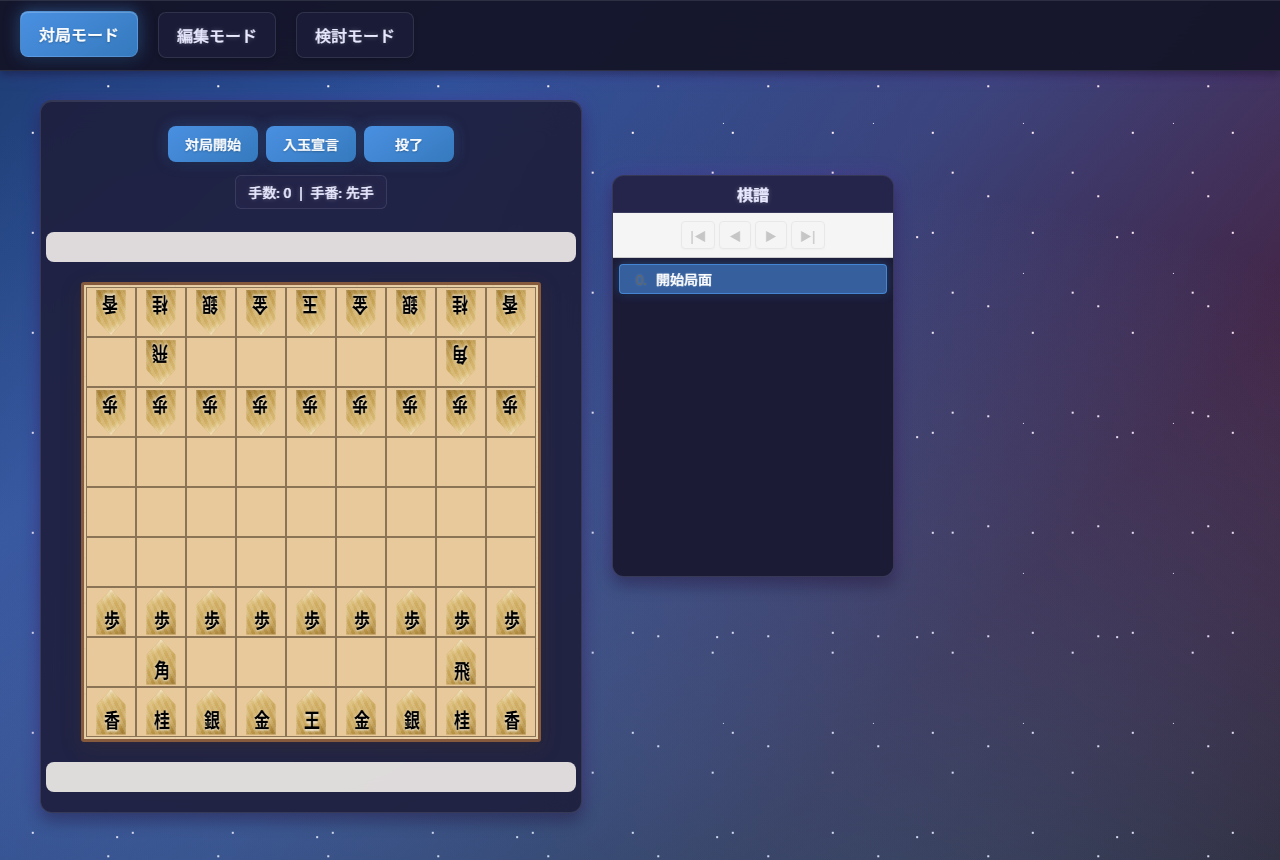 対局モード 編集モード 検討モード
対局開始 入玉宣言 投了
手数: 0 | 手番: 先手
棋譜
|◀ ◀ ▶ ▶|
0. 開始局面
香 桂 銀 金 王 金 銀 桂 香
飛 角
歩 歩 歩 歩 歩 歩 歩 歩 歩
歩 歩 歩 歩 歩 歩 歩 歩 歩
角 飛
香 桂 銀 金 王 金 銀 桂 香